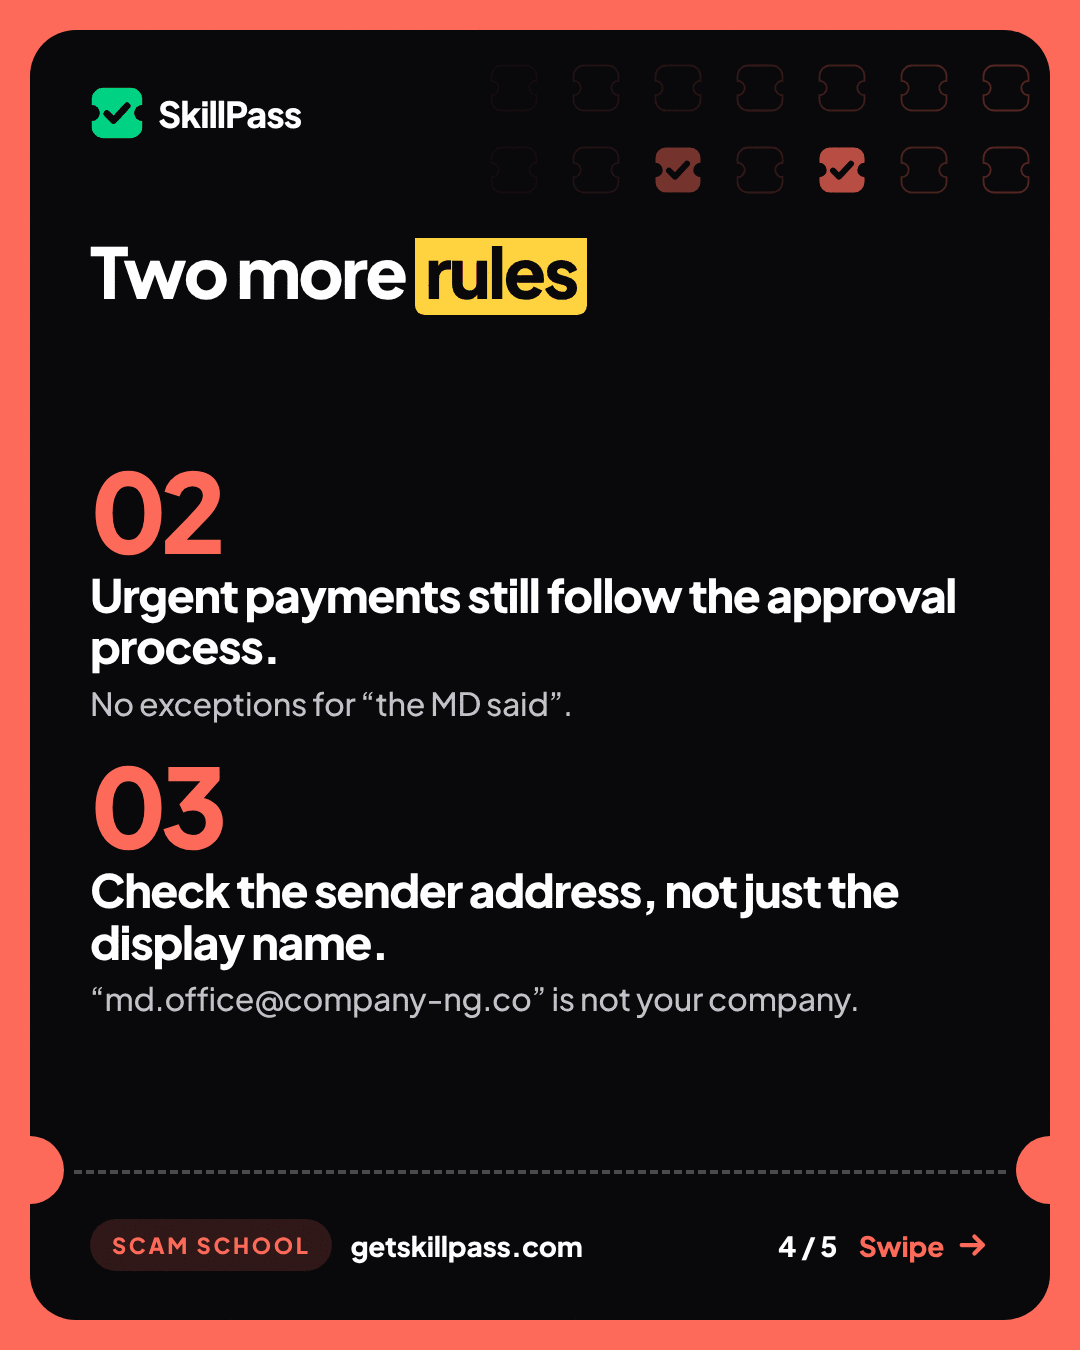 SkillPass
Two more rules
02
Urgent payments still follow the approval
process.
No exceptions for “the MD said”.
03
Check the sender address, not just the
display name.
“md.office@company-ng.co” is not your company.
SCAM SCHOOL getskillpass.com 4 / 5 Swipe →